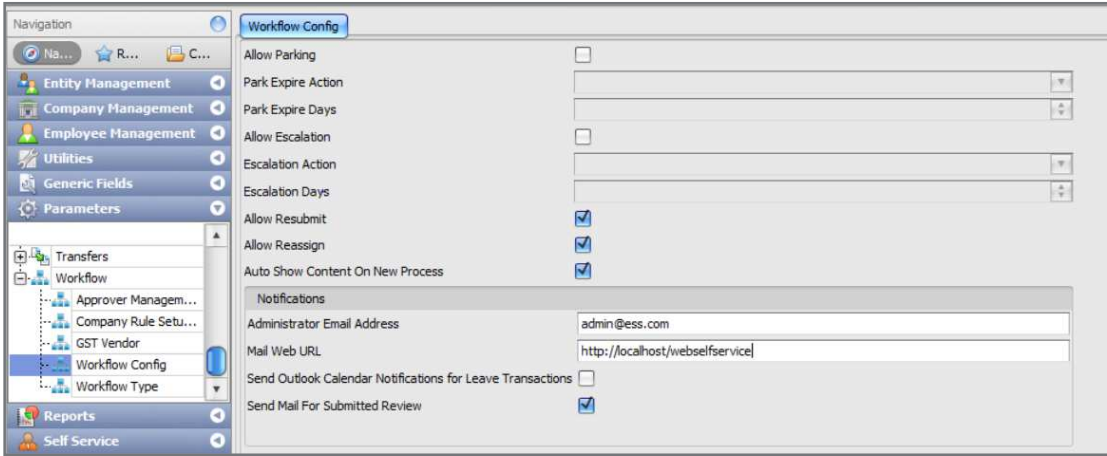 Navigation
Na...
R...
C...
Entity Management
Company Management
Employee Management
Utilities
Generic Fields
Parameters
Transfers
Workflow
Approver Managem...
Company Rule Setu...
GST Vendor
Workflow Config
Workflow Type
Reports
Self Service
Workflow Config
Allow Parking
Park Expire Action
Park Expire Days
Allow Escalation
Escalation Action
Escalation Days
Allow Resubmit
Allow Reassign
Auto Show Content On New Process
Notifications
Administrator Email Address admin@ess.com
Mail Web URL http://localhost/webselfservice
Send Outlook Calendar Notifications for Leave Transactions
Send Mail For Submitted Review